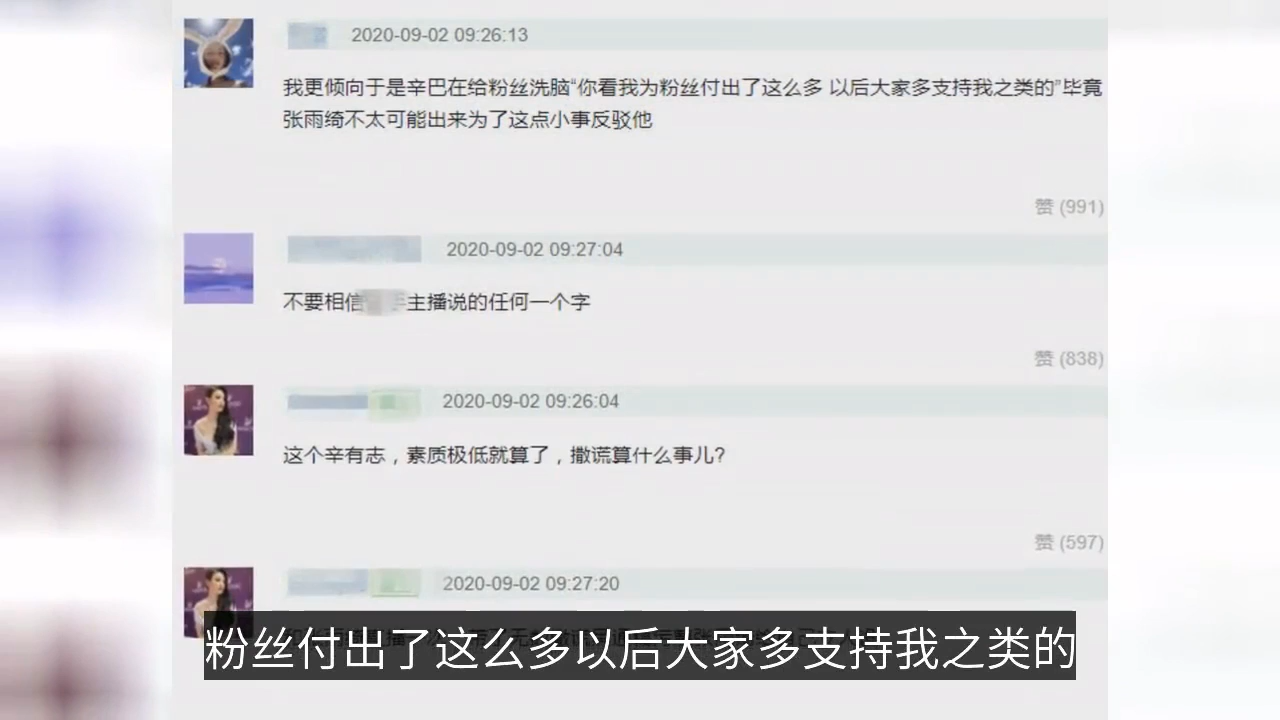 2020-09-02 09:26:13
我更倾向于是辛巴在给粉丝洗脑“你看我为粉丝付出了这么多 以后大家多支持我之类的”毕竟
张雨绮不太可能出来为了这点小事反驳他
赞 (991)
2020-09-02 09:27:04
不要相信 主播说的任何一个字
赞 (838)
2020-09-02 09:26:04
这个辛有志，素质极低就算了，撒谎算什么事儿?
赞 (597)
2020-09-02 09:27:20
粉丝付出了这么多以后大家多支持我之类的